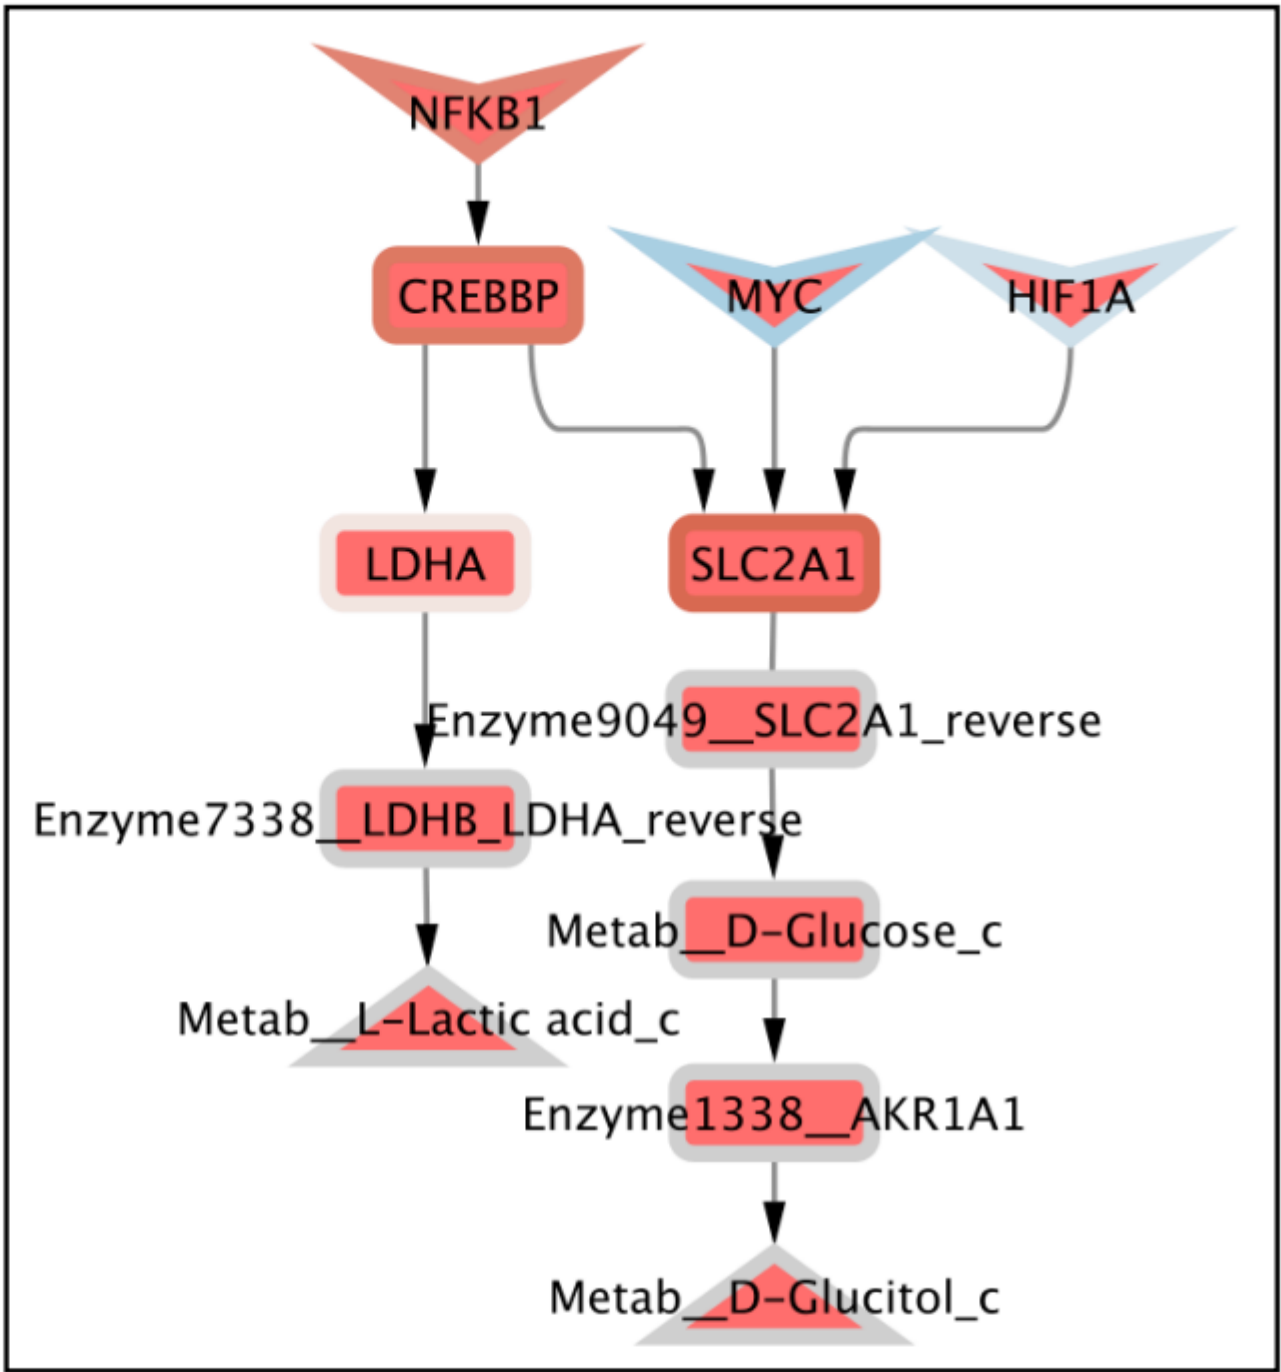 NFKB1
CREBBP
MYC
HIF1A
LDHA
SLC2A1
Enzyme9049__SLC2A1_reverse
Enzyme7338__LDHB_LDHA_reverse
Metab__D-Glucose_c
Metab__L-Lactic acid_c
Enzyme1338__AKR1A1
Metab__D-Glucitol_c